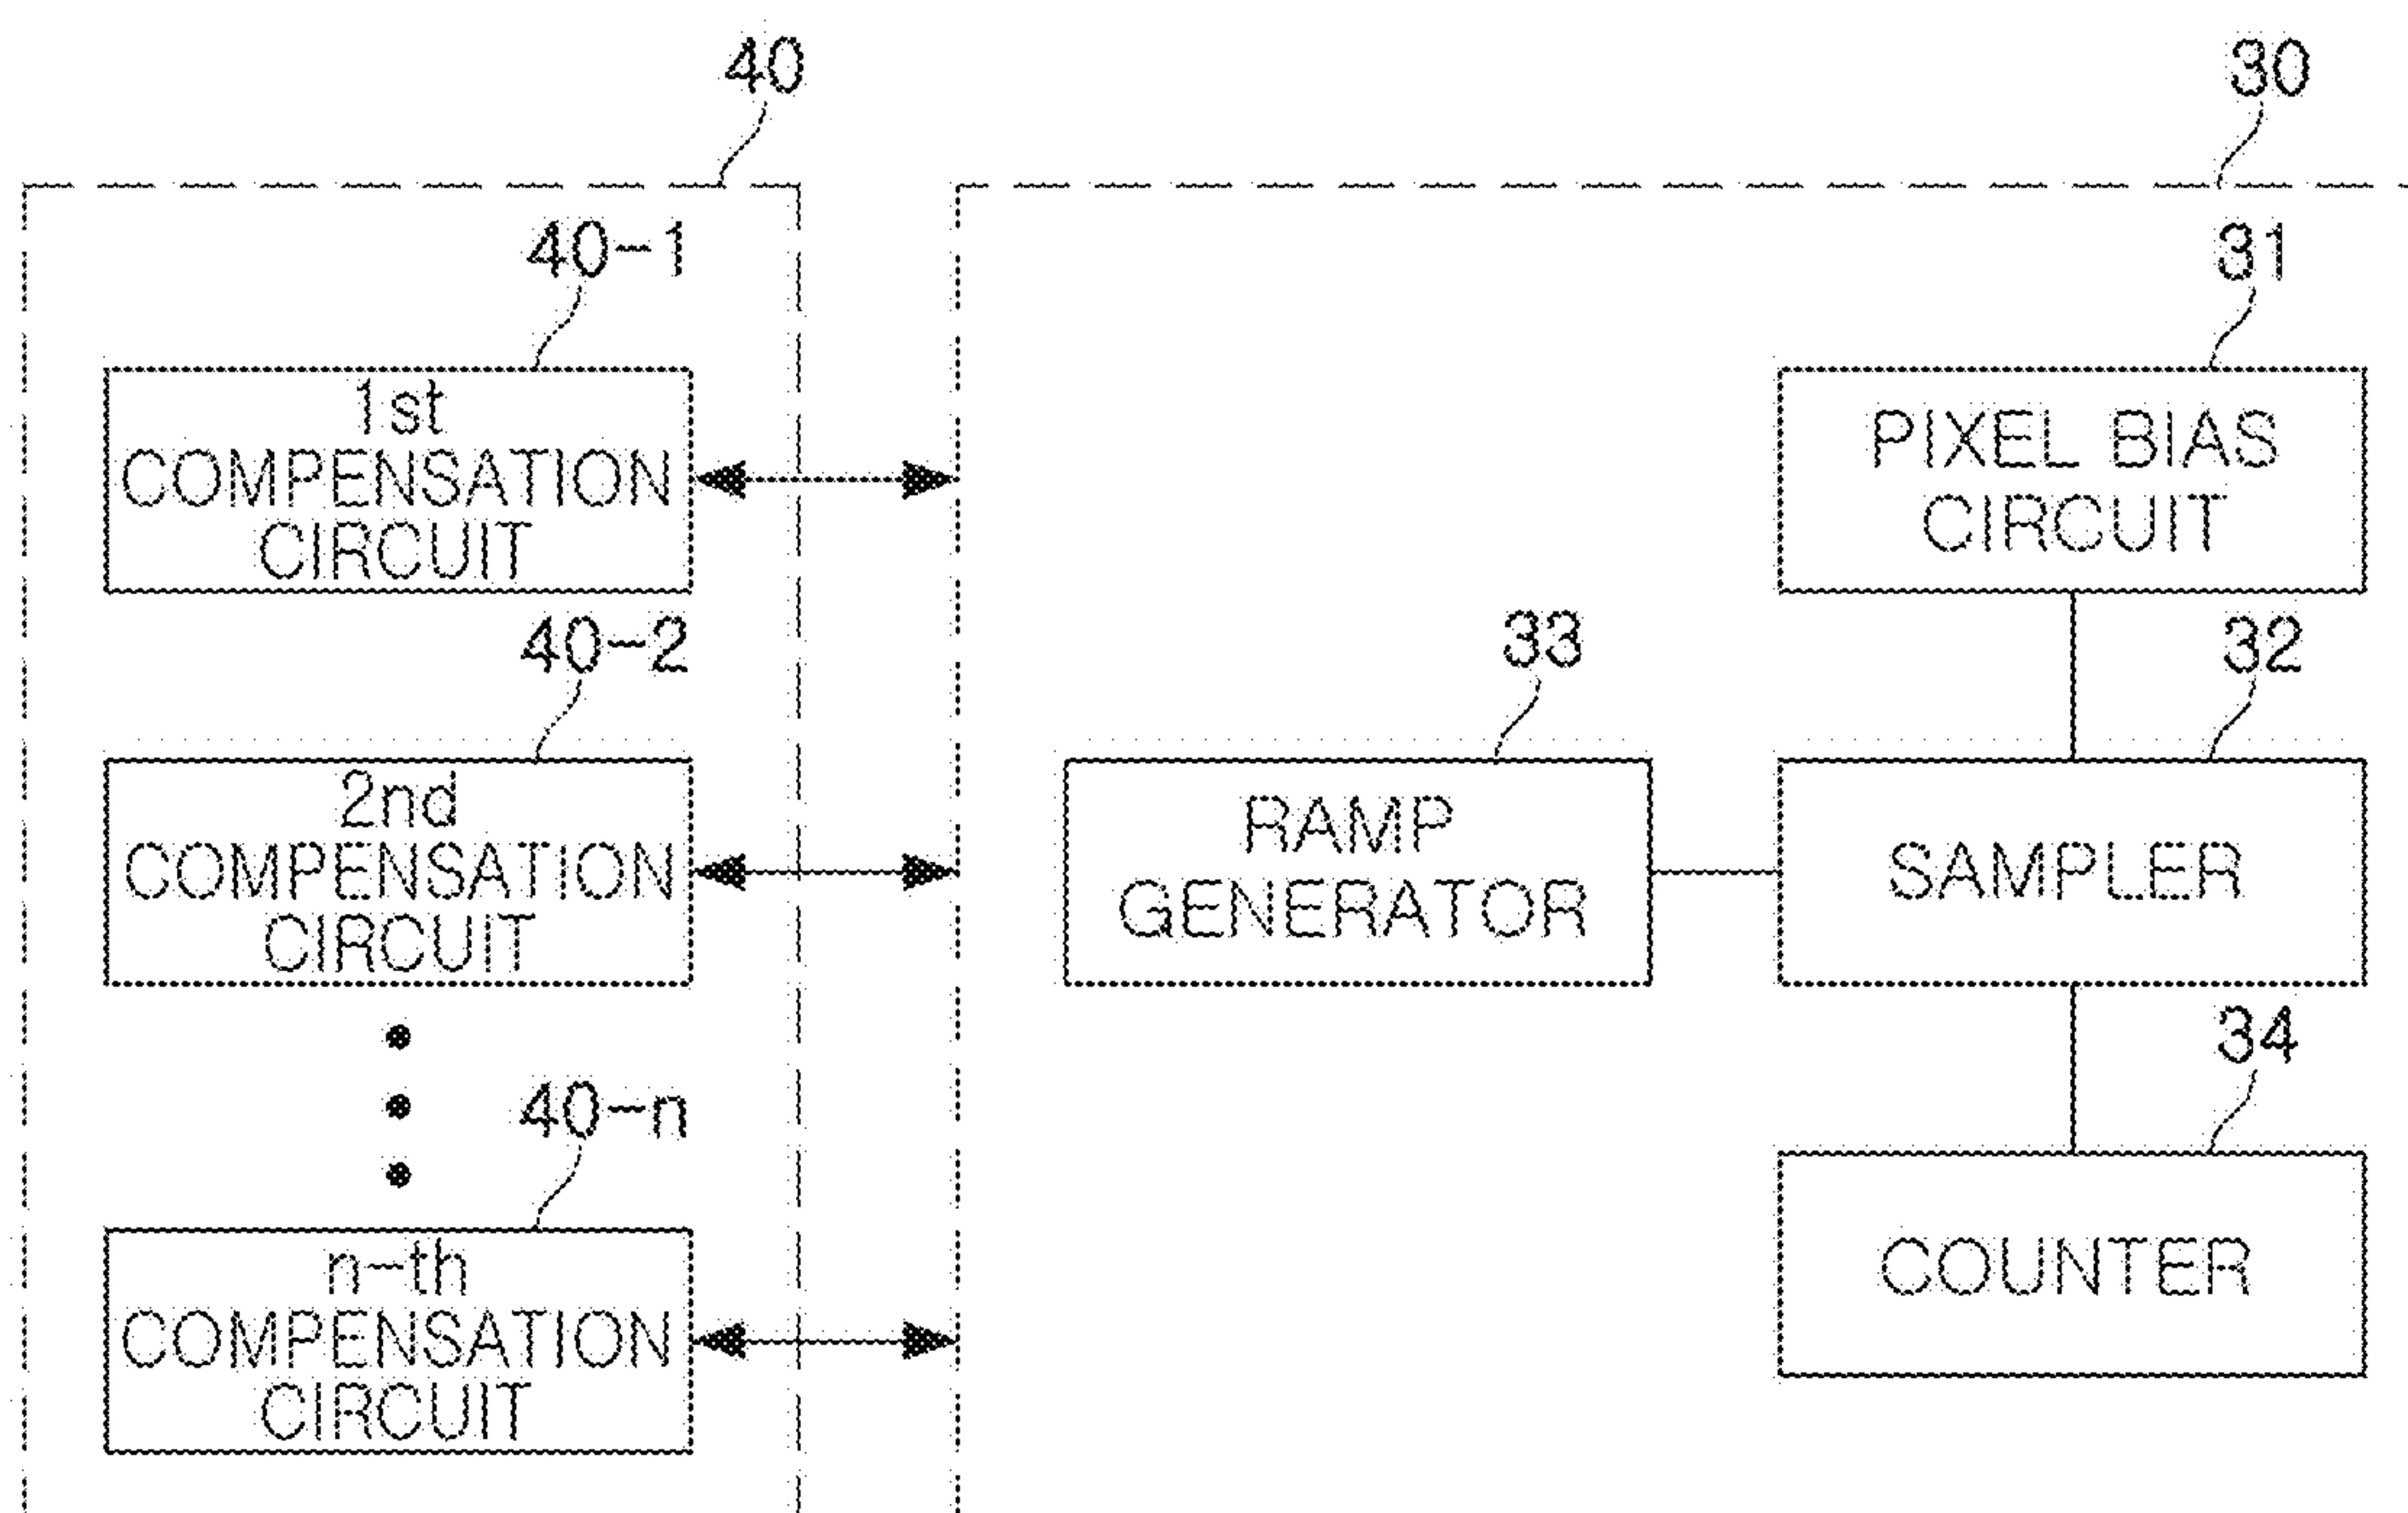 40
30
40-1
31
1st
COMPENSATION
CIRCUIT
PIXEL BIAS
CIRCUIT
40-2
33
32
2nd
COMPENSATION
CIRCUIT
RAMP
GENERATOR
SAMPLER
34
40-n
n-th
COMPENSATION
CIRCUIT
COUNTER